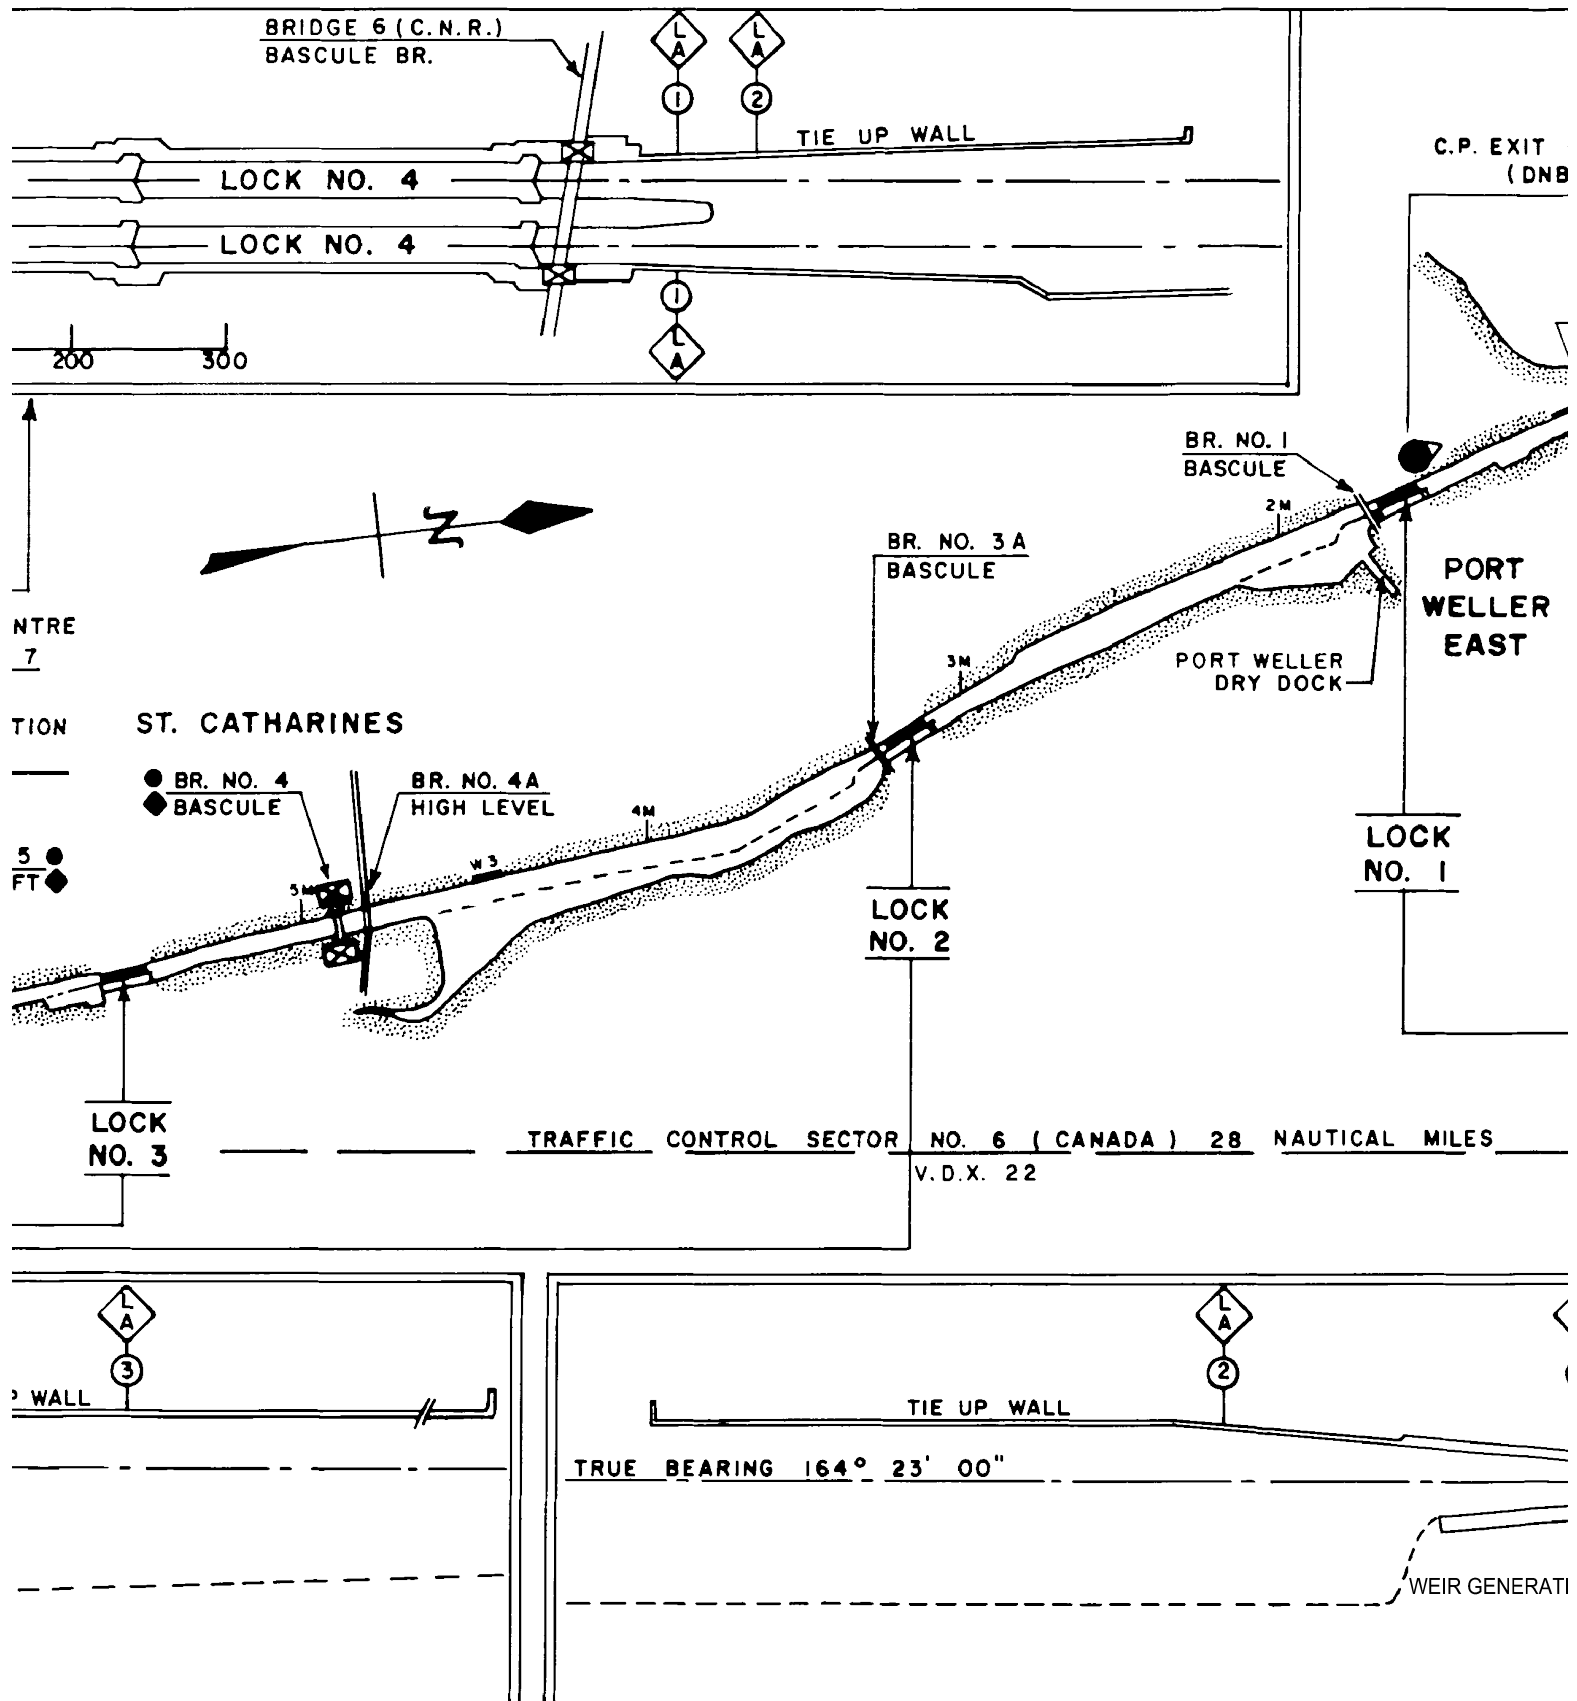 BRIDGE 6 (C.N.R.)
BASCULE BR.
L
A
L
A
1
2
TIE UP WALL
LOCK NO. 4
LOCK NO. 4
1
L
A
200
300
C.P. EXIT
(DNB
BR. NO. 1
BASCULE
2M
N
BR. NO. 3A
BASCULE
PORT
WELLER
EAST
NTRE
7
3M
PORT WELLER
DRY DOCK
TION
ST. CATHARINES
BR. NO. 4
BASCULE
BR. NO. 4A
HIGH LEVEL
4M
W 3
5
FT
5M
LOCK
NO. 1
LOCK
NO. 2
LOCK
NO. 3
TRAFFIC CONTROL SECTOR NO. 6 (CANADA) 28 NAUTICAL MILES
V.D.X. 22
L
A
3
WALL
L
A
2
TIE UP WALL
TRUE BEARING 164° 23' 00"
WEIR GENERATI